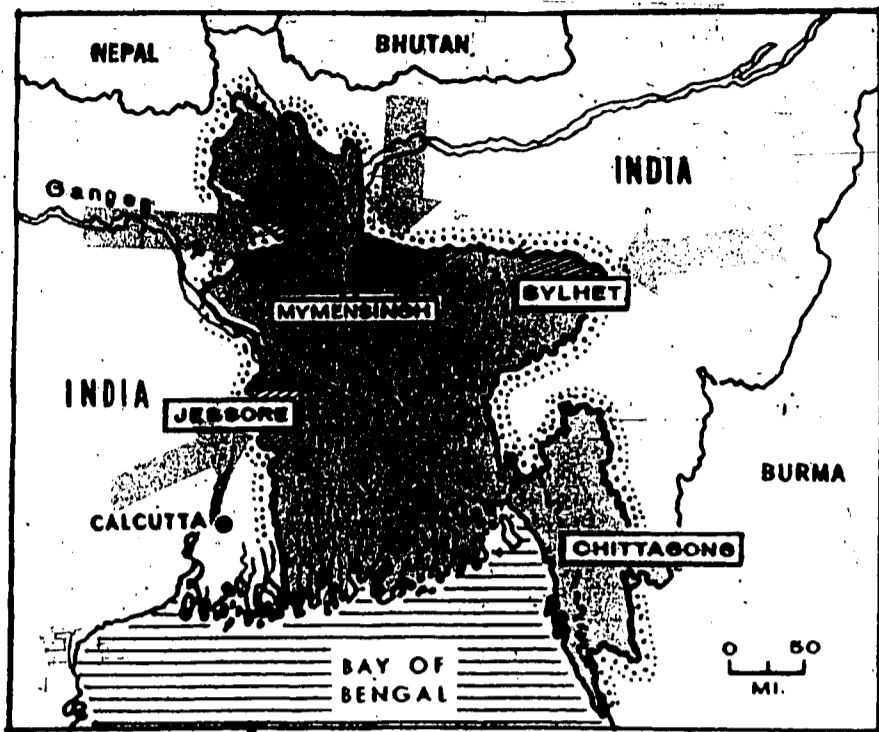 NEPAL
BHUTAN
INDIA
Ganges
SYLHET
MYMENSINGH
INDIA
JESSORE
BURMA
CALCUTTA
CHITTAGONG
BAY OF
BENGAL
0 50
MI.